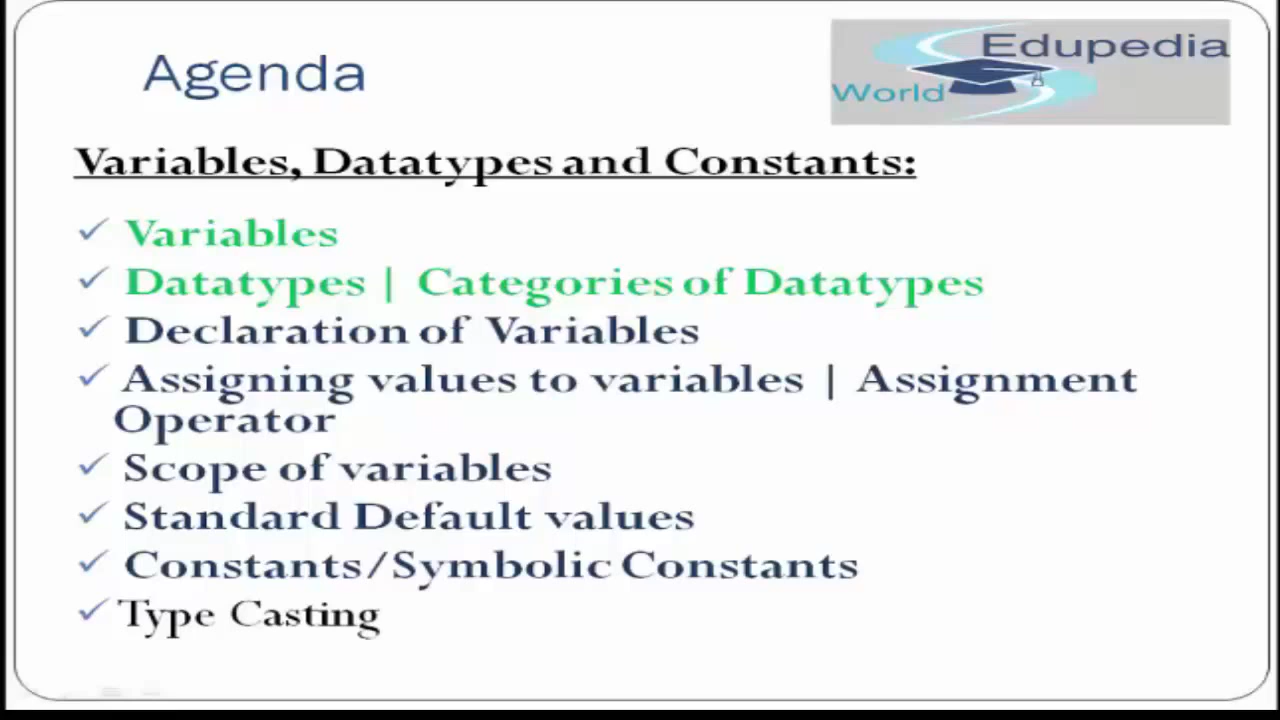 Agenda
Edupedia
World
Variables, Datatypes and Constants:
✓ Variables
✓ Datatypes | Categories of Datatypes
✓ Declaration of Variables
✓ Assigning values to variables | Assignment
Operator
✓ Scope of variables
✓ Standard Default values
✓ Constants/Symbolic Constants
✓ Type Casting